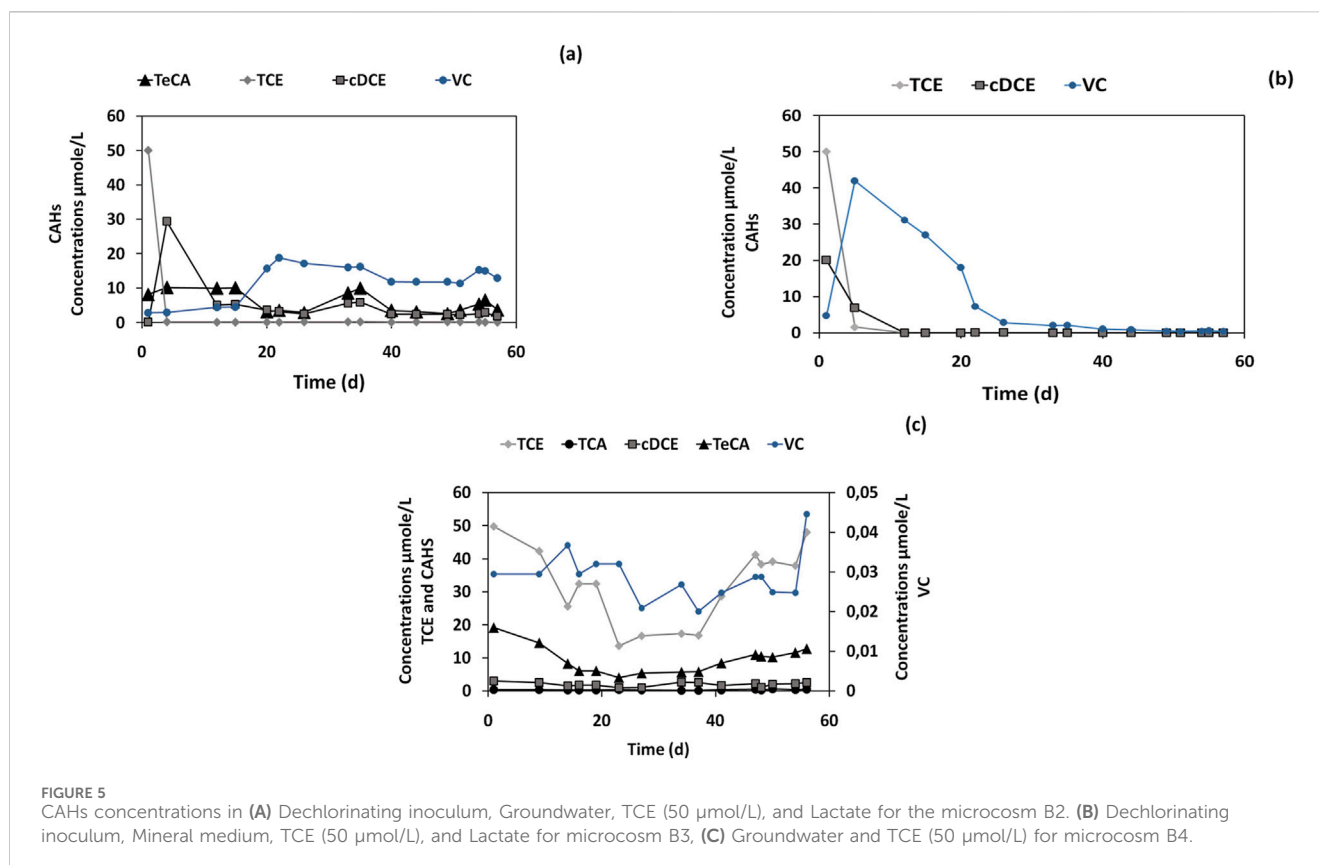 (a)
TeCA TCE cDCE VC
CAHs
Concentrations µmole/L
60
50
40
30
20
10
0
0 20 40 60
Time (d)
(b)
TCE cDCE VC
Concentration µmole/L
CAHs
60
50
40
30
20
10
0
0 20 40 60
Time (d)
(c)
TCE TCA cDCE TeCA VC
Concentrations µmole/L
TCE and CAHS
60
50
40
30
20
10
0
0,05
0,04
0,03
0,02
0,01
0
Concentrations µmole/L
VC
0 20 40 60
Time (d)
FIGURE 5
CAHs concentrations in (A) Dechlorinating inoculum, Groundwater, TCE (50 µmol/L), and Lactate for the microcosm B2. (B) Dechlorinating
inoculum, Mineral medium, TCE (50 µmol/L), and Lactate for microcosm B3, (C) Groundwater and TCE (50 µmol/L) for microcosm B4.